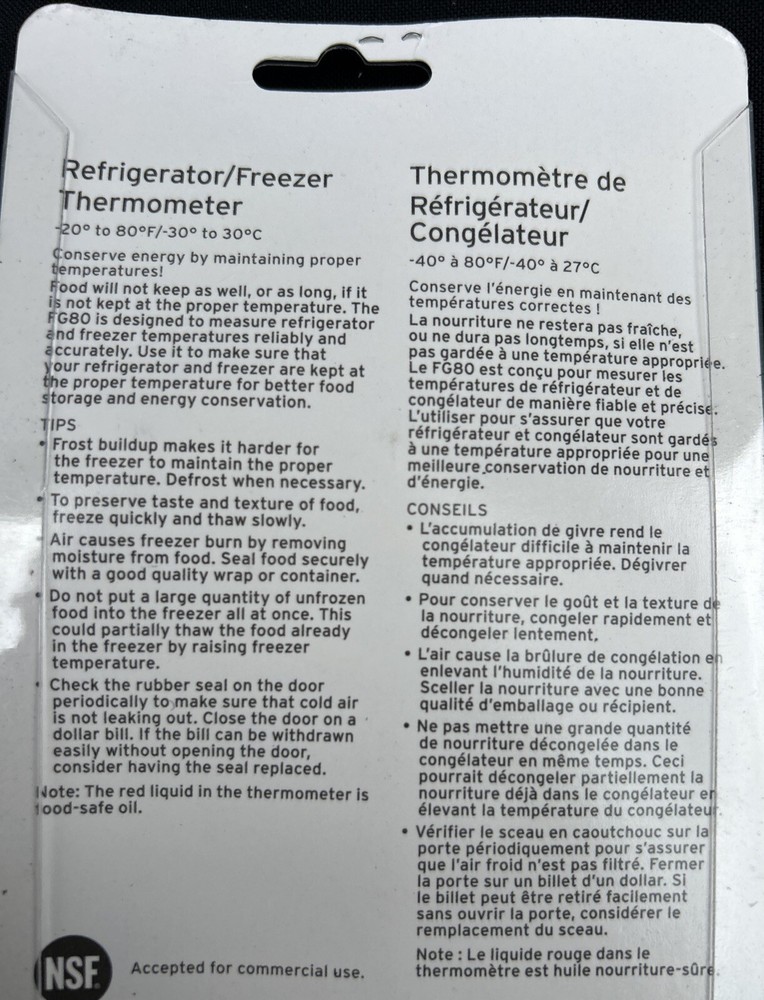 Refrigerator/Freezer
Thermometer
-20° to 80°F/-30° to 30°C
Conserve energy by maintaining proper
temperatures!
Food will not keep as well, or as long, if it
is not kept at the proper temperature. The
FG80 is designed to measure refrigerator
and freezer temperatures reliably and
accurately. Use it to make sure that
your refrigerator and freezer are kept at
the proper temperature for better food
storage and energy conservation.
TIPS
• Frost buildup makes it harder for
the freezer to maintain the proper
temperature. Defrost when necessary.
• To preserve taste and texture of food,
freeze quickly and thaw slowly.
Air causes freezer burn by removing
moisture from food. Seal food securely
with a good quality wrap or container.
• Do not put a large quantity of unfrozen
food into the freezer all at once. This
could partially thaw the food already
in the freezer by raising freezer
temperature.
• Check the rubber seal on the door
periodically to make sure that cold air
is not leaking out. Close the door on a
dollar bill. If the bill can be withdrawn
easily without opening the door,
consider having the seal replaced.
Note: The red liquid in the thermometer is
food-safe oil.
NSF
Accepted for commercial use.
Thermomètre de
Réfrigérateur/
Congélateur
-40° à 80°F/-40° à 27°C
Conserve l'énergie en maintenant des
températures correctes !
La nourriture ne restera pas fraîche,
ou ne dura pas longtemps, si elle n'est
pas gardée à une température appropriée.
Le FG80 est conçu pour mesurer les
températures de réfrigérateur et de
congélateur de manière fiable et précise.
L'utiliser pour s'assurer que votre
réfrigérateur et congélateur sont gardés
à une température appropriée pour une
meilleure conservation de nourriture et
d'énergie.
CONSEILS
• L'accumulation de givre rend le
congélateur difficile à maintenir la
température appropriée. Dégivrer
quand nécessaire.
• Pour conserver le goût et la texture de
la nourriture, congeler rapidement et
décongeler lentement.
• L'air cause la brûlure de congélation en
enlevant l'humidité de la nourriture.
Sceller la nourriture avec une bonne
qualité d'emballage ou récipient.
• Ne pas mettre une grande quantité
de nourriture décongelée dans le
congélateur en même temps. Ceci
pourrait décongeler partiellement la
nourriture déjà dans le congélateur en
élevant la température du congélateur.
• Vérifier le sceau en caoutchouc sur la
porte périodiquement pour s'assurer
que l'air froid n'est pas filtré. Fermer
la porte sur un billet d'un dollar. Si
le billet peut être retiré facilement
sans ouvrir la porte, considérer le
remplacement du sceau.
Note : Le liquide rouge dans le
thermomètre est huile nourriture-sûre.